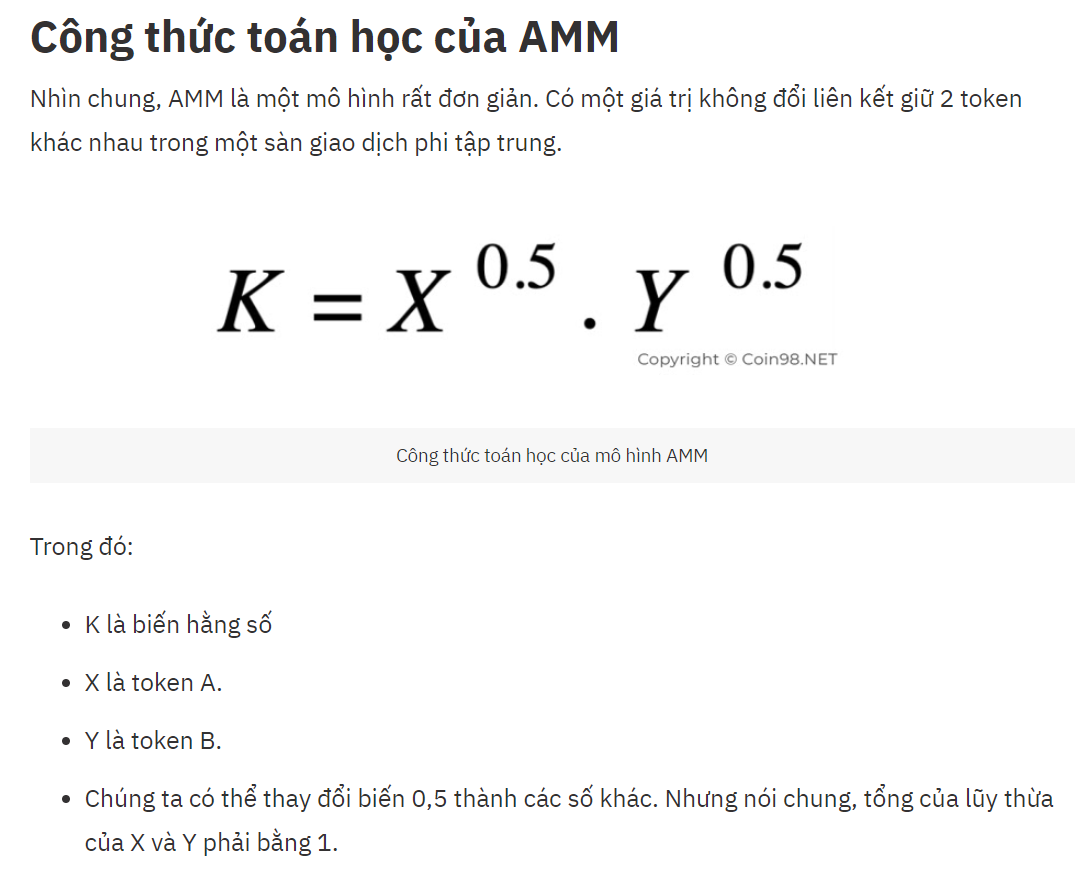 Công thức toán học của AMM
Nhìn chung, AMM là một mô hình rất đơn giản. Có một giá trị không đổi liên kết giữ 2 token
khác nhau trong một sàn giao dịch phi tập trung.
K = X 0.5 . Y 0.5
Copyright © Coin98.NET
Công thức toán học của mô hình AMM
Trong đó:
• K là biến hằng số
• X là token A.
• Y là token B.
• Chúng ta có thể thay đổi biến 0,5 thành các số khác. Nhưng nói chung, tổng của lũy thừa
của X và Y phải bằng 1.